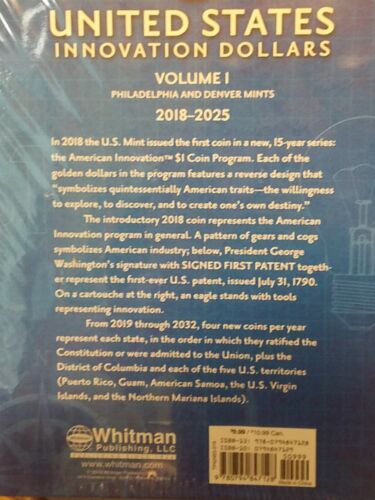 UNITED STATES
INNOVATION DOLLARS
VOLUME I
PHILADELPHIA AND DENVER MINTS
2018–2025
In 2018 the U.S. Mint issued the first coin in a new, 15-year series:
the American Innovation™ $1 Coin Program. Each of the
golden dollars in the program features a reverse design that
“symbolizes quintessentially American traits—the willingness
to explore, to discover, and to create one's own destiny.”
The introductory 2018 coin represents the American
Innovation program in general. A pattern of gears and cogs
symbolizes American industry; below, President George
Washington's signature with SIGNED FIRST PATENT togeth-
er represent the first-ever U.S. patent, issued July 31, 1790.
On a cartouche at the right, an eagle stands with tools
representing innovation.
From 2019 through 2032, four new coins per year
represent each state, in the order in which they ratified the
Constitution or were admitted to the Union, plus the
District of Columbia and each of the five U.S. territories
(Puerto Rico, Guam, American Samoa, the U.S. Virgin
Islands, and the Northern Mariana Islands).
Whitman
Publishing, LLC
50999
9 780794 847128